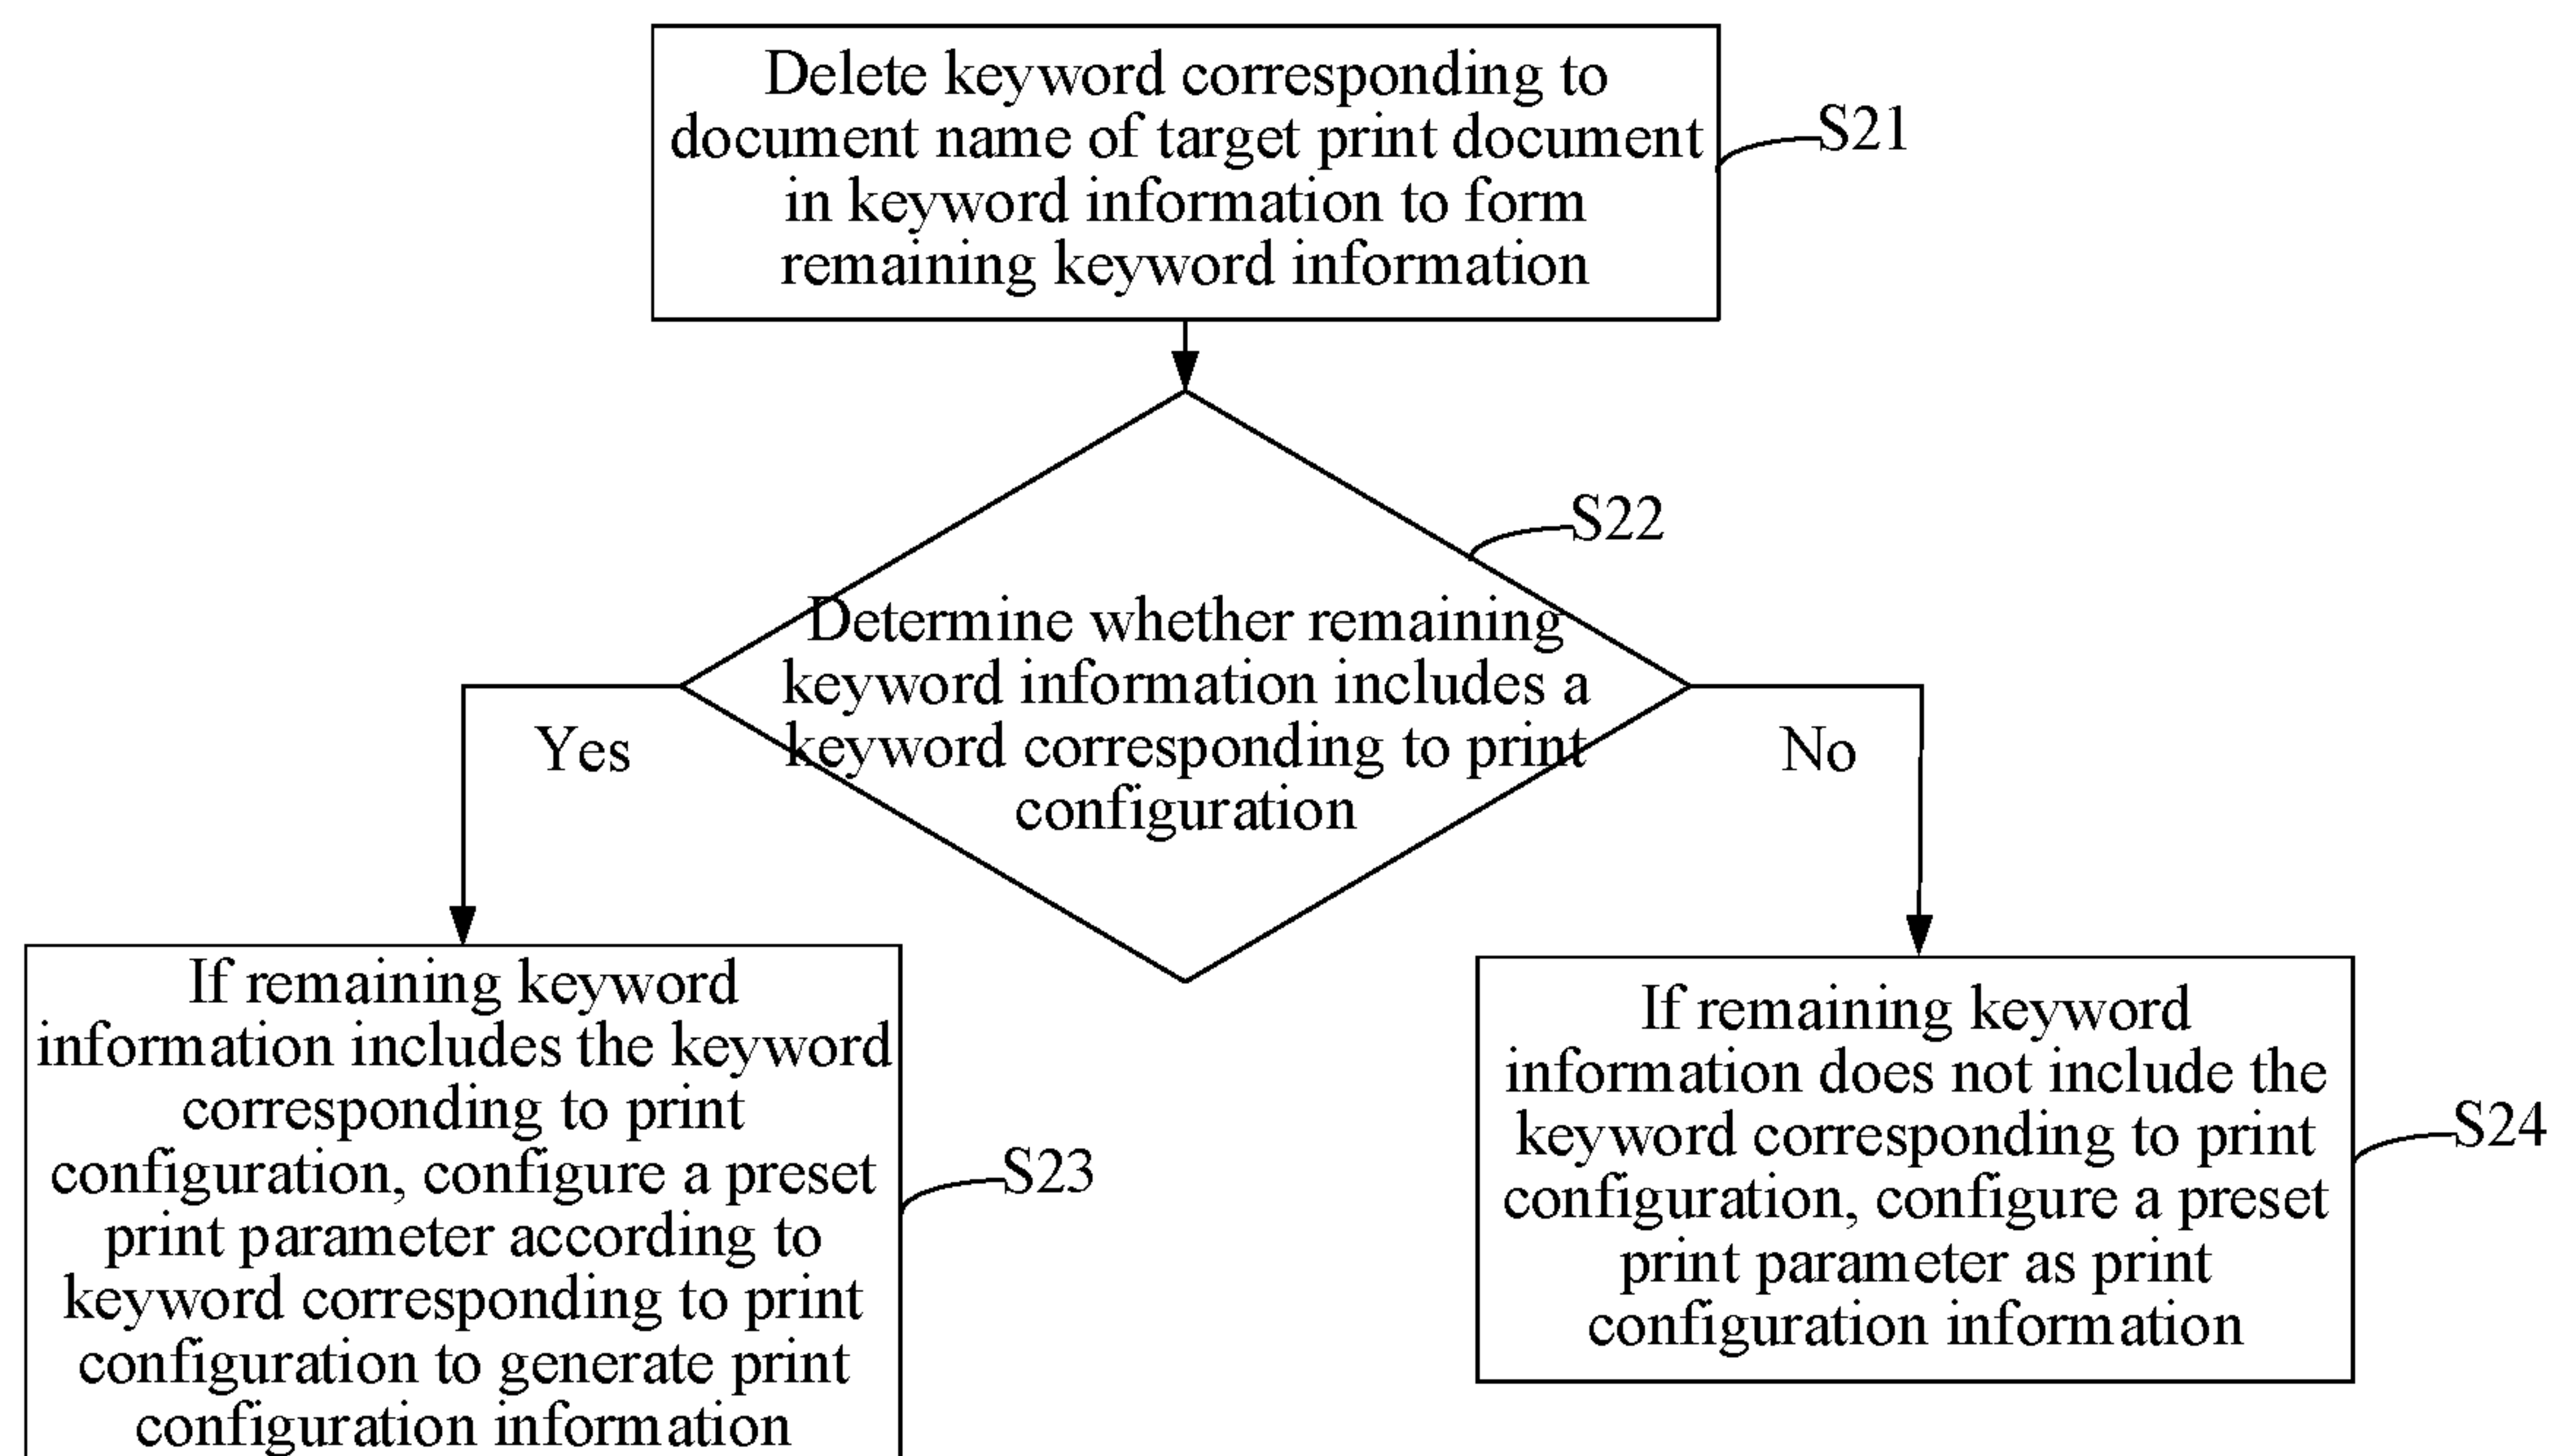 Delete keyword corresponding to
document name of target print document
in keyword information to form
remaining keyword information
S21
S22
Determine whether remaining
keyword information includes a
keyword corresponding to print
configuration
Yes
No
If remaining keyword
information includes the keyword
corresponding to print
configuration, configure a preset
print parameter according to
keyword corresponding to print
configuration to generate print
configuration information
S23
If remaining keyword
information does not include the
keyword corresponding to print
configuration, configure a preset
print parameter as print
configuration information
S24